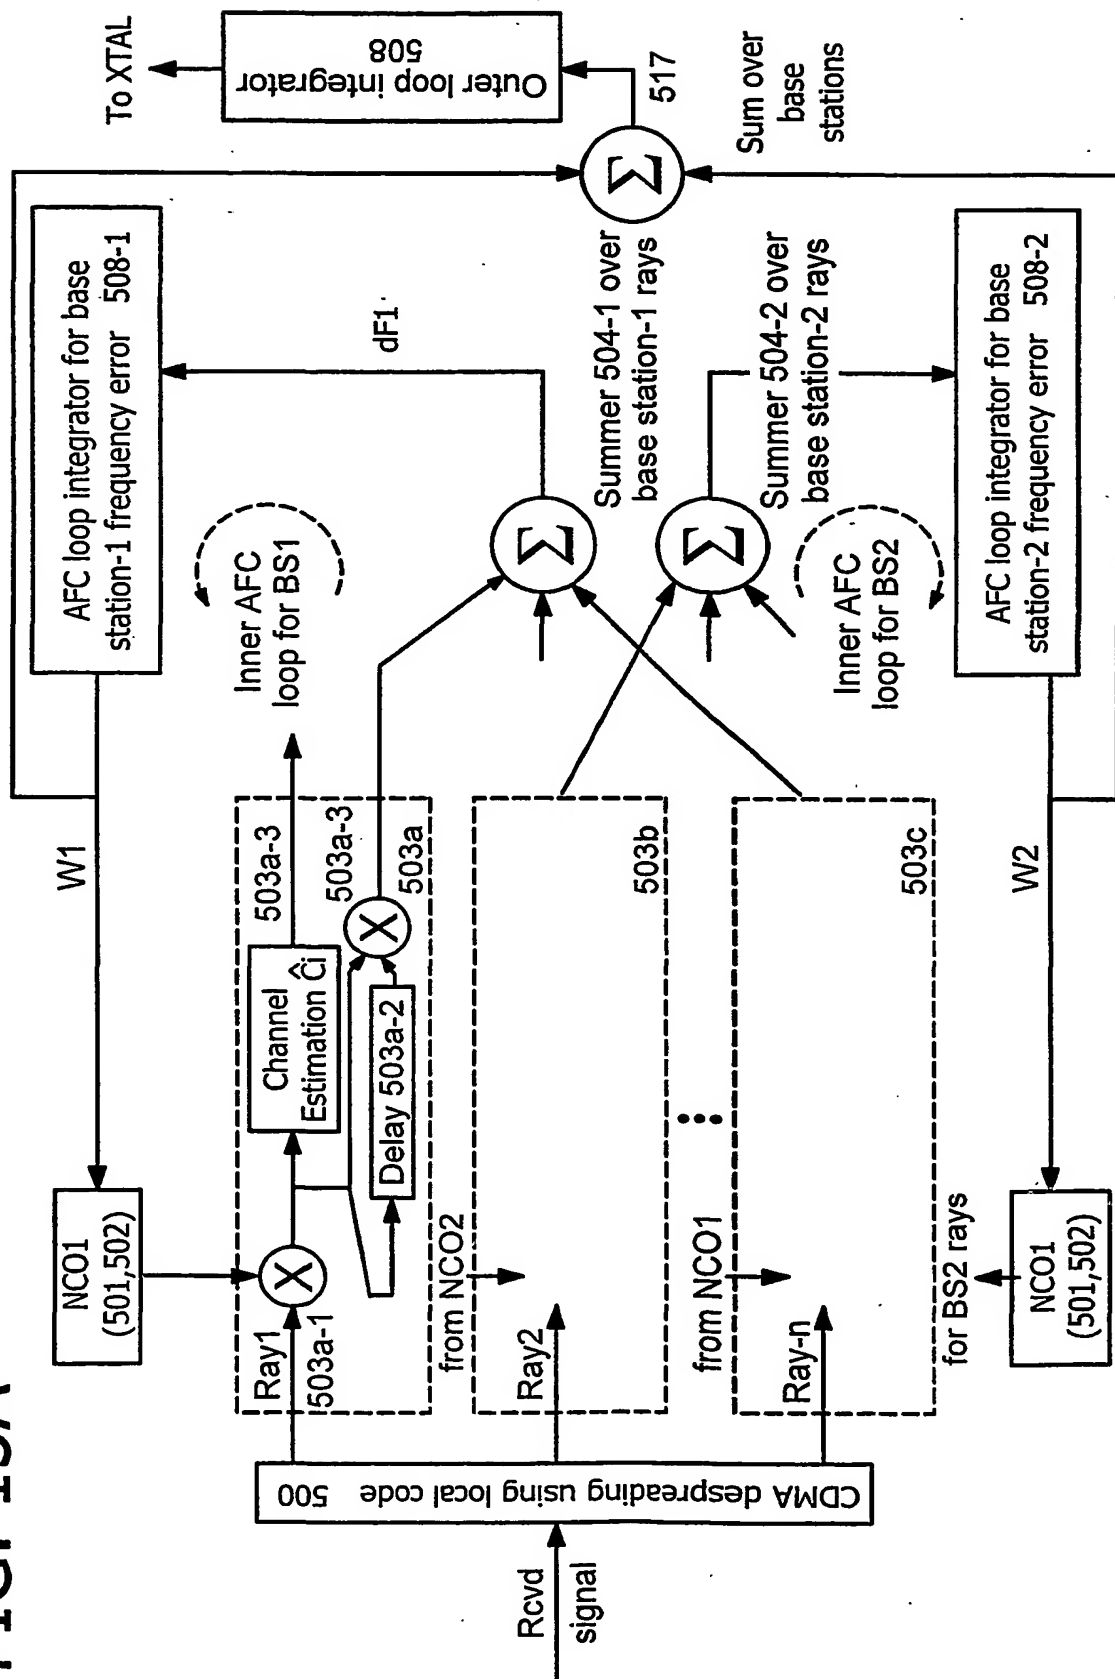 To XTAL
Outer loop integrator
508
517
Sum over
base
stations
AFC loop integrator for base
station-1 frequency error 508-1
W1
dF1
Inner AFC
loop for BS1
Σ
Σ
Σ
Summer 504-1 over
base station-1 rays
Summer 504-2 over
base station-2 rays
Inner AFC
loop for BS2
AFC loop integrator for base
station-2 frequency error 508-2
W2
NCO1
(501,502)
503a-3
503a-3
503a
Channel
Estimation Ĉi
X
Delay 503a-2
X
Ray1
503a-1
from NCO2
Ray2
503b
from NCO1
Ray-n
503c
for BS2 rays
NCO1
(501,502)
CDMA despreading using local code 500
Rcvd
signal